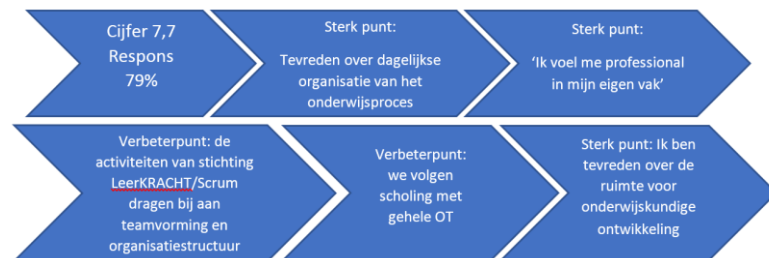 Cijfer 7,7
Respons
79%
Sterk punt:
Tevreden over dagelijkse
organisatie van het
onderwijsproces
Sterk punt:
‘Ik voel me professional
in mijn eigen vak’
Verbeterpunt: de
activiteiten van stichting
LeerKRACHT/Scrum
dragen bij aan
teamvorming en
organisatiestructuur
Verbeterpunt:
we volgen
scholing met
gehele OT
Sterk punt: Ik ben
tevreden over de
ruimte voor
onderwijskundige
ontwikkeling